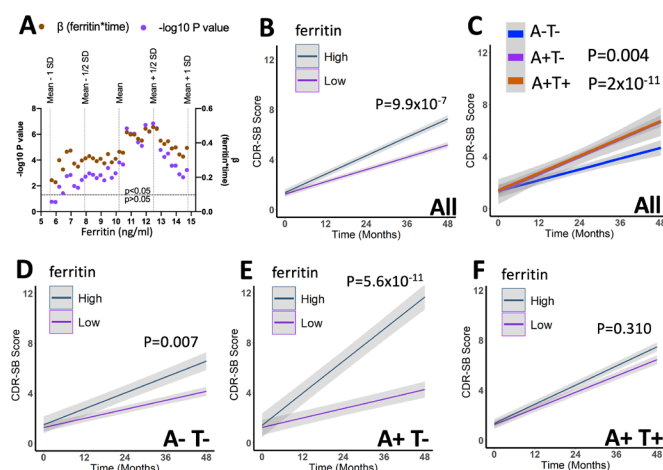 A
β (ferritin*time)
-log10 P value
Mean - 1 SD
Mean - 1/2 SD
Mean
Mean + 1/2 SD
Mean + 1 SD
8
6
4
2
0
-log10 P value
0.6
0.4
0.2
0.0
β
(ferritin*time)
p<0.05
p>0.05
5 6 7 8 9 10 11 12 13 14 15
Ferritin (ng/ml)
B
ferritin
High
Low
P=9.9x10-7
12
8
4
0
CDR-SB Score
0 12 24 36 48
Time (Months)
All
C
A-T-
A+T-
A+T+
P=0.004
P=2x10-11
12
8
4
0
CDR-SB Score
0 12 24 36 48
Time (Months)
All
D
ferritin
High
Low
P=0.007
12
8
4
0
CDR-SB Score
0 12 24 36 48
Time (Months)
A- T-
E
ferritin
High
Low
P=5.6x10-11
12
8
4
0
CDR-SB Score
0 12 24 36 48
Time (Months)
A+ T-
F
ferritin
High
Low
P=0.310
12
8
4
0
CDR-SB Score
0 12 24 36 48
Time (Months)
A+ T+